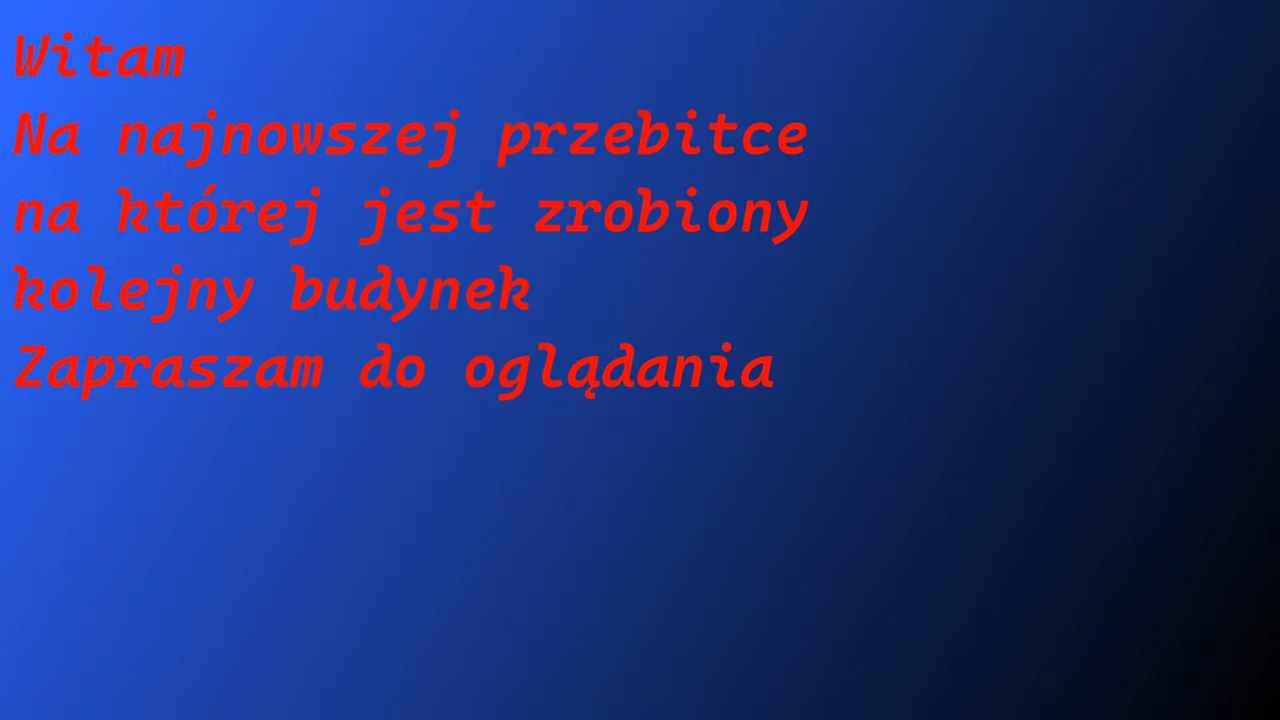 Witam
Na najnowszej przebitce
na której jest zrobiony
kolejny budynek
Zapraszam do oglądania